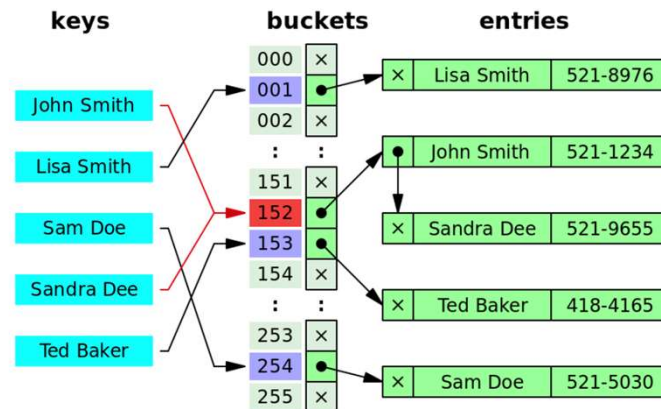 keys
buckets
entries
John Smith
Lisa Smith
Sam Doe
Sandra Dee
Ted Baker
000 ×
001
002 ×
: :
151 ×
152
153
154 ×
: :
253 ×
254
255 ×
× Lisa Smith 521-8976
John Smith 521-1234
× Sandra Dee 521-9655
× Ted Baker 418-4165
× Sam Doe 521-5030